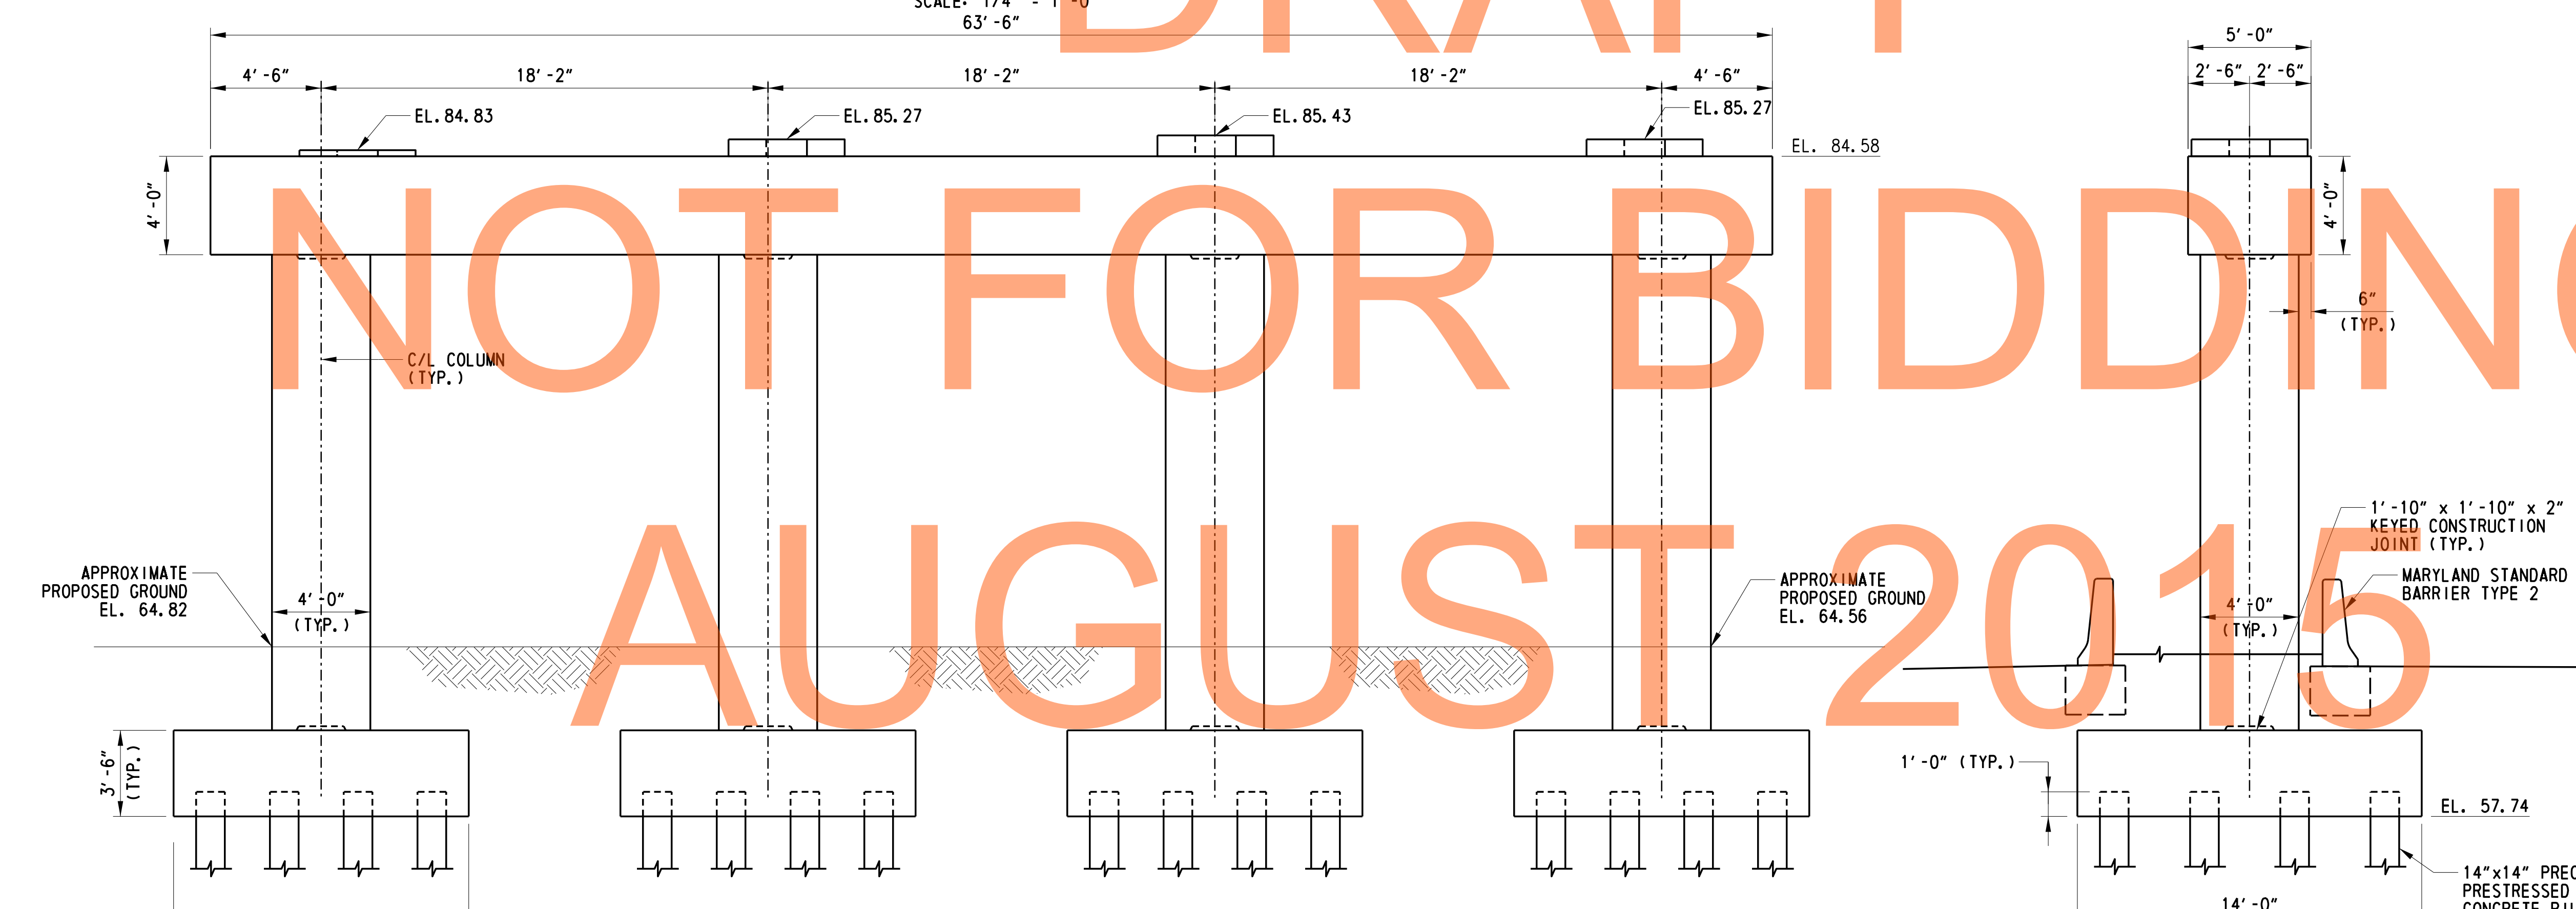 SCALE: 1/4" - 1'-0"
63'-6"
4'-6"
18'-2"
18'-2"
18'-2"
4'-6"
5'-0"
2'-6"
2'-6"
EL.84.83
EL.85.27
EL.85.43
EL.85.27
EL. 84.58
4'-0"
4'-0"
DRAFT
NOT FOR BIDDING
AUGUST 2015
6"
(TYP.)
C/L COLUMN
(TYP.)
1'-10" x 1'-10" x 2"
KEYED CONSTRUCTION
JOINT (TYP.)
APPROXIMATE
PROPOSED GROUND
EL. 64.82
4'-0"
(TYP.)
APPROXIMATE
PROPOSED GROUND
EL. 64.56
MARYLAND STANDARD
BARRIER TYPE 2
4'-0"
(TYP.)
3'-6"
(TYP.)
1'-0" (TYP.)
EL. 57.74
14"x14" PREC
PRESTRESSED
14'-0"